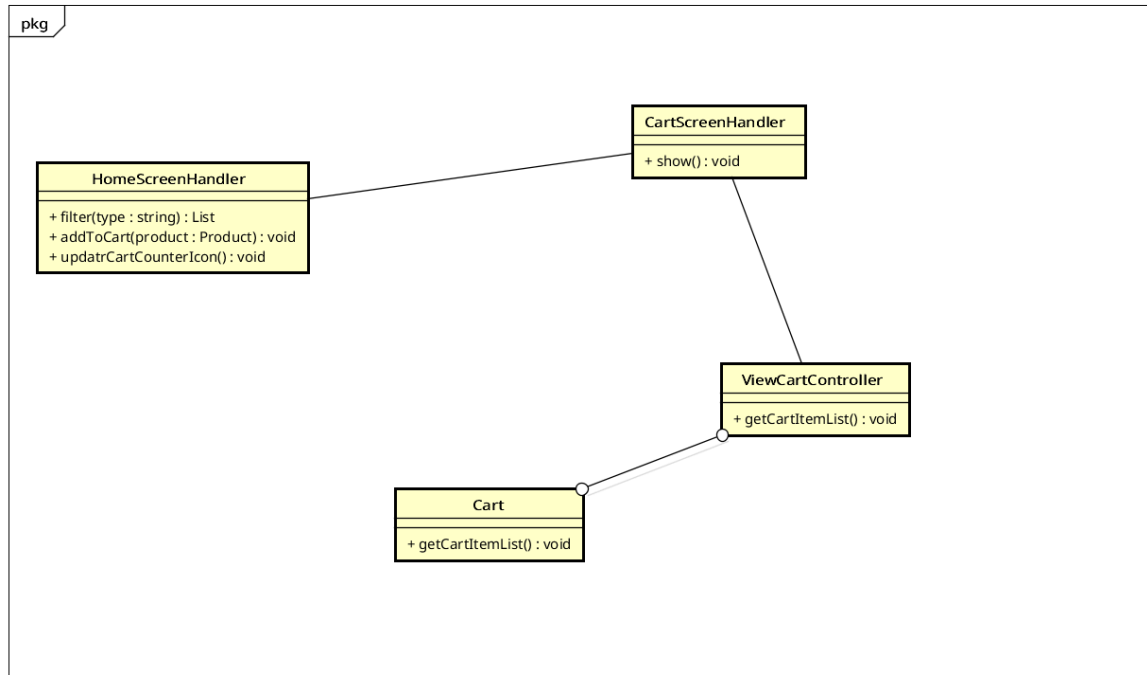 pkg
CartScreenHandler
+ show() : void
HomeScreenHandler
+ filter(type : string) : List
+ addToCart(product : Product) : void
+ updatrCartCounterIcon() : void
ViewCartController
+ getCartItemList() : void
Cart
+ getCartItemList() : void